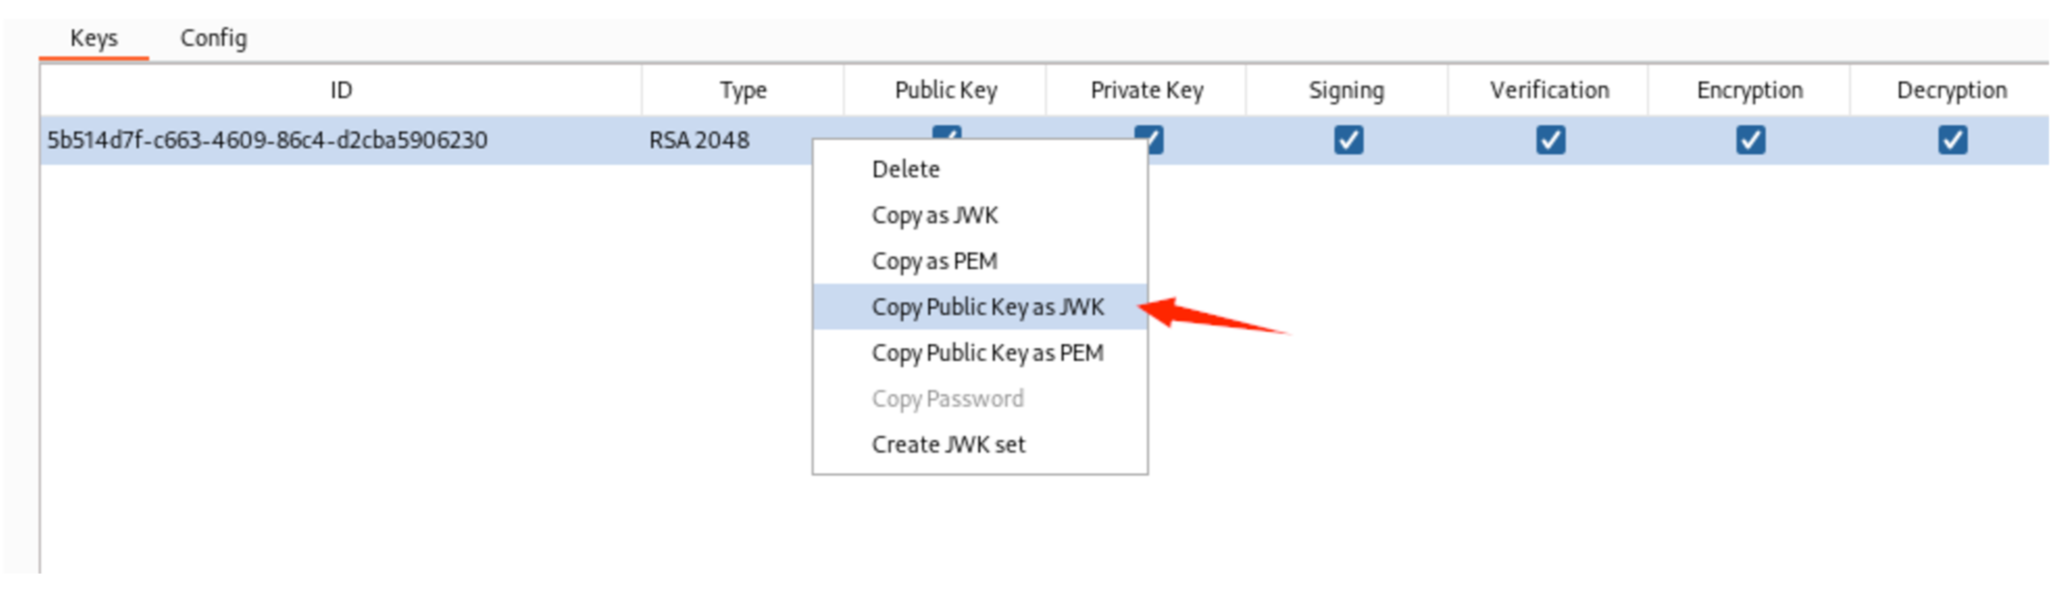 Keys Config
ID Type Public Key Private Key Signing Verification Encryption Decryption
5b514d7f-c663-4609-86c4-d2cba5906230 RSA 2048
Delete
Copy as JWK
Copy as PEM
Copy Public Key as JWK
Copy Public Key as PEM
Copy Password
Create JWK set